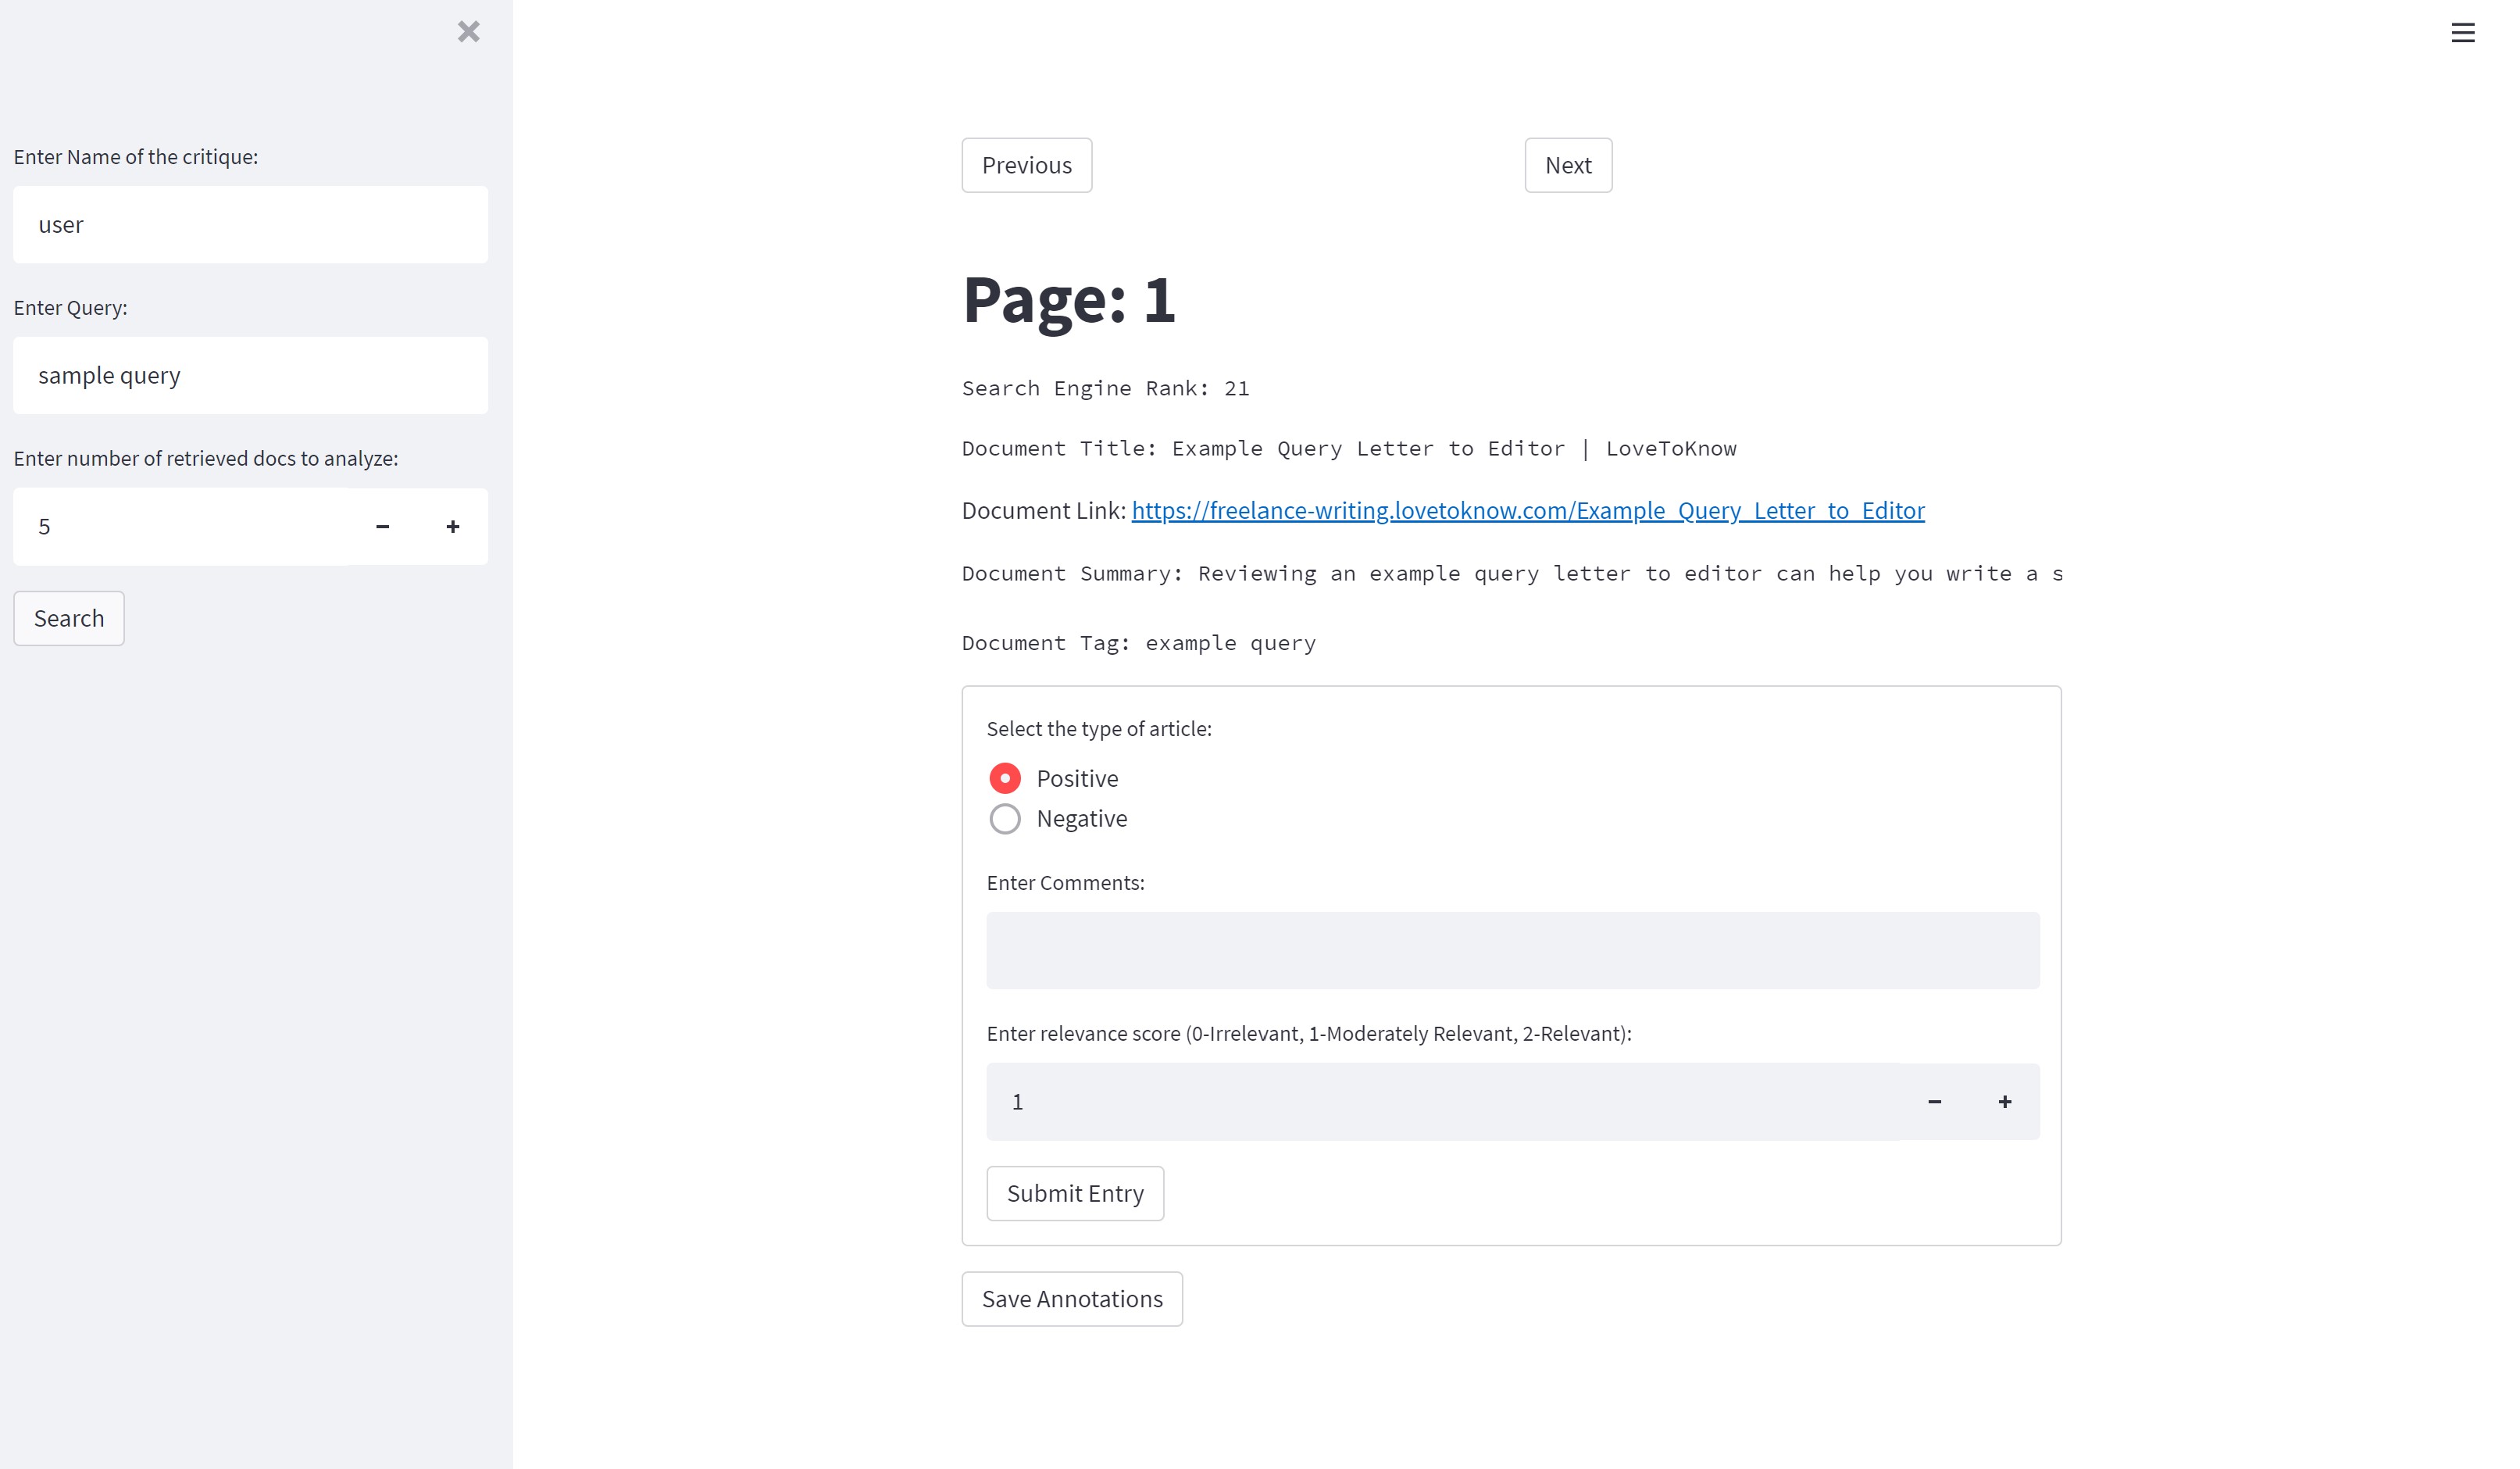 Enter Name of the critique:
user
Enter Query:
sample query
Enter number of retrieved docs to analyze:
5
Search
Previous
Next
Page: 1
Search Engine Rank: 21
Document Title: Example Query Letter to Editor | LoveToKnow
Document Link: https://freelance-writing.lovetoknow.com/Example_Query_Letter_to_Editor
Document Summary: Reviewing an example query letter to editor can help you write a s
Document Tag: example query
Select the type of article:
Positive
Negative
Enter Comments:
Enter relevance score (0-Irrelevant, 1-Moderately Relevant, 2-Relevant):
1
Submit Entry
Save Annotations